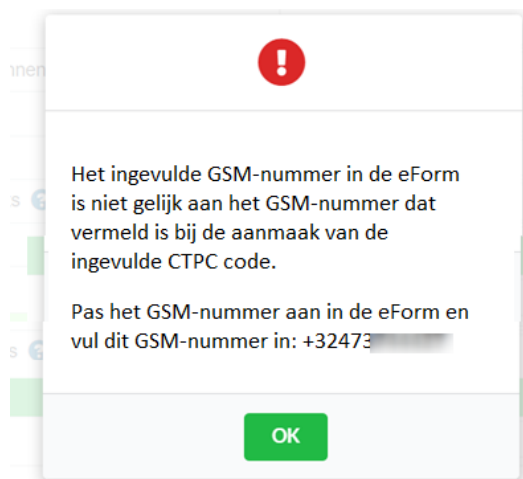 Het ingevulde GSM-nummer in de eForm
is niet gelijk aan het GSM-nummer dat
vermeld is bij de aanmaak van de
ingevulde CTPC code.
Pas het GSM-nummer aan in de eForm en
vul dit GSM-nummer in: +32473
OK